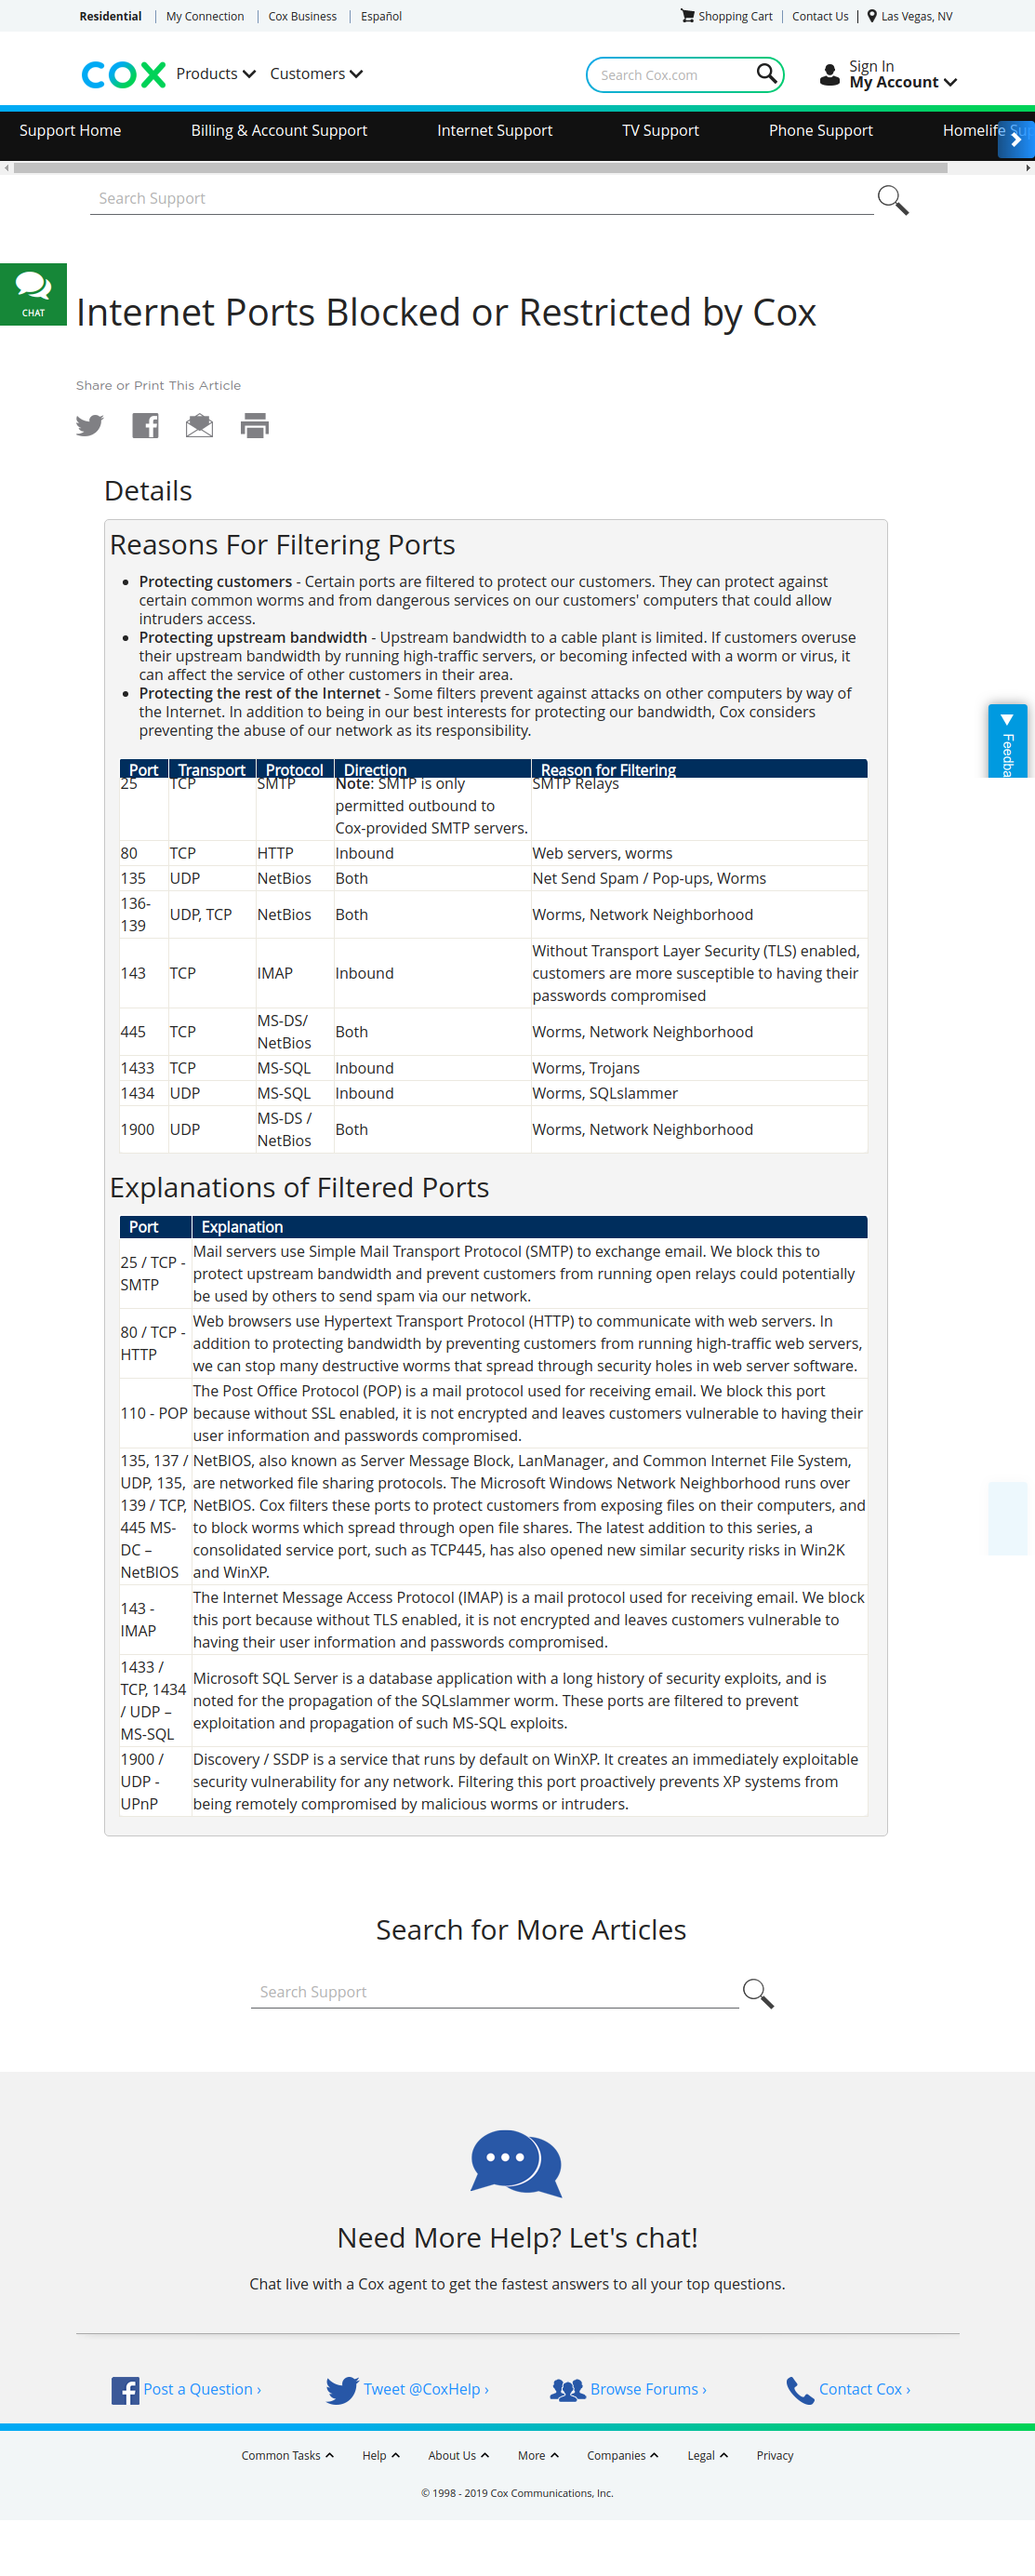 Residential | My Connection | Cox Business | Español
Shopping Cart | Contact Us | Las Vegas, NV
COX Products Customers
Search Cox.com
Sign In
My Account
Support Home Billing & Account Support Internet Support TV Support Phone Support Homelife
Search Support
CHAT
Internet Ports Blocked or Restricted by Cox
Share or Print This Article
Details
Reasons For Filtering Ports
• Protecting customers - Certain ports are filtered to protect our customers. They can protect against
certain common worms and from dangerous services on our customers' computers that could allow
intruders access.
• Protecting upstream bandwidth - Upstream bandwidth to a cable plant is limited. If customers overuse
their upstream bandwidth by running high-traffic servers, or becoming infected with a worm or virus, it
can affect the service of other customers in their area.
• Protecting the rest of the Internet - Some filters prevent against attacks on other computers by way of
the Internet. In addition to being in our best interests for protecting our bandwidth, Cox considers
preventing the abuse of our network as its responsibility.
Feedba
Port Transport Protocol Direction Reason for Filtering
25 TCP SMTP Note: SMTP is only SMTP Relays
permitted outbound to
Cox-provided SMTP servers.
80 TCP HTTP Inbound Web servers, worms
135 UDP NetBios Both Net Send Spam / Pop-ups, Worms
136-
139 UDP, TCP NetBios Both Worms, Network Neighborhood
Without Transport Layer Security (TLS) enabled,
143 TCP IMAP Inbound customers are more susceptible to having their
passwords compromised
445 TCP MS-DS/
NetBios Both Worms, Network Neighborhood
1433 TCP MS-SQL Inbound Worms, Trojans
1434 UDP MS-SQL Inbound Worms, SQLslammer
1900 UDP MS-DS /
NetBios Both Worms, Network Neighborhood
Explanations of Filtered Ports
Port Explanation
25 / TCP -
SMTP
Mail servers use Simple Mail Transport Protocol (SMTP) to exchange email. We block this to
protect upstream bandwidth and prevent customers from running open relays could potentially
be used by others to send spam via our network.
80 / TCP -
HTTP
Web browsers use Hypertext Transport Protocol (HTTP) to communicate with web servers. In
addition to protecting bandwidth by preventing customers from running high-traffic web servers,
we can stop many destructive worms that spread through security holes in web server software.
110 - POP
The Post Office Protocol (POP) is a mail protocol used for receiving email. We block this port
because without SSL enabled, it is not encrypted and leaves customers vulnerable to having their
user information and passwords compromised.
135, 137 /
UDP, 135,
139 / TCP,
445 MS-
DC –
NetBIOS
NetBIOS, also known as Server Message Block, LanManager, and Common Internet File System,
are networked file sharing protocols. The Microsoft Windows Network Neighborhood runs over
NetBIOS. Cox filters these ports to protect customers from exposing files on their computers, and
to block worms which spread through open file shares. The latest addition to this series, a
consolidated service port, such as TCP445, has also opened new similar security risks in Win2K
and WinXP.
143 -
IMAP
The Internet Message Access Protocol (IMAP) is a mail protocol used for receiving email. We block
this port because without TLS enabled, it is not encrypted and leaves customers vulnerable to
having their user information and passwords compromised.
1433 /
TCP, 1434
/ UDP –
MS-SQL
Microsoft SQL Server is a database application with a long history of security exploits, and is
noted for the propagation of the SQLslammer worm. These ports are filtered to prevent
exploitation and propagation of such MS-SQL exploits.
1900 /
UDP -
UPnP
Discovery / SSDP is a service that runs by default on WinXP. It creates an immediately exploitable
security vulnerability for any network. Filtering this port proactively prevents XP systems from
being remotely compromised by malicious worms or intruders.
Search for More Articles
Search Support
Need More Help? Let's chat!
Chat live with a Cox agent to get the fastest answers to all your top questions.
Post a Question › Tweet @CoxHelp › Browse Forums › Contact Cox ›
Common Tasks Help About Us More Companies Legal Privacy
© 1998 - 2019 Cox Communications, Inc.